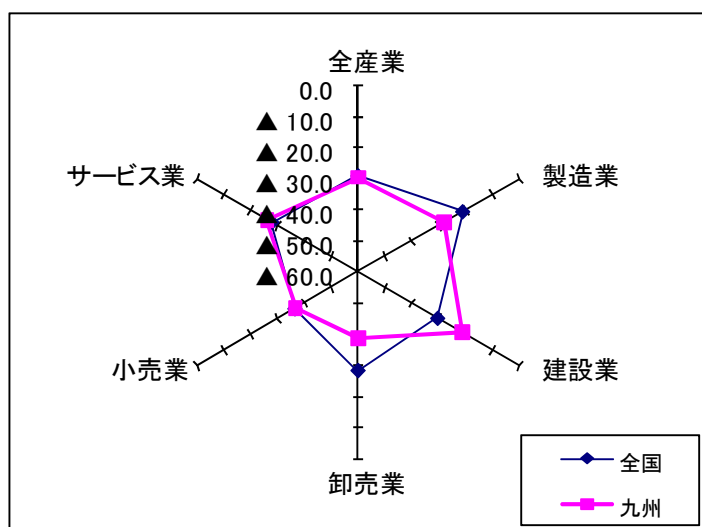 全産業
0.0
▲ 10.0
▲ 20.0
▲ 30.0
▲ 40.0
▲ 50.0
▲ 60.0
サービス業
製造業
小売業
建設業
卸売業
全国
九州